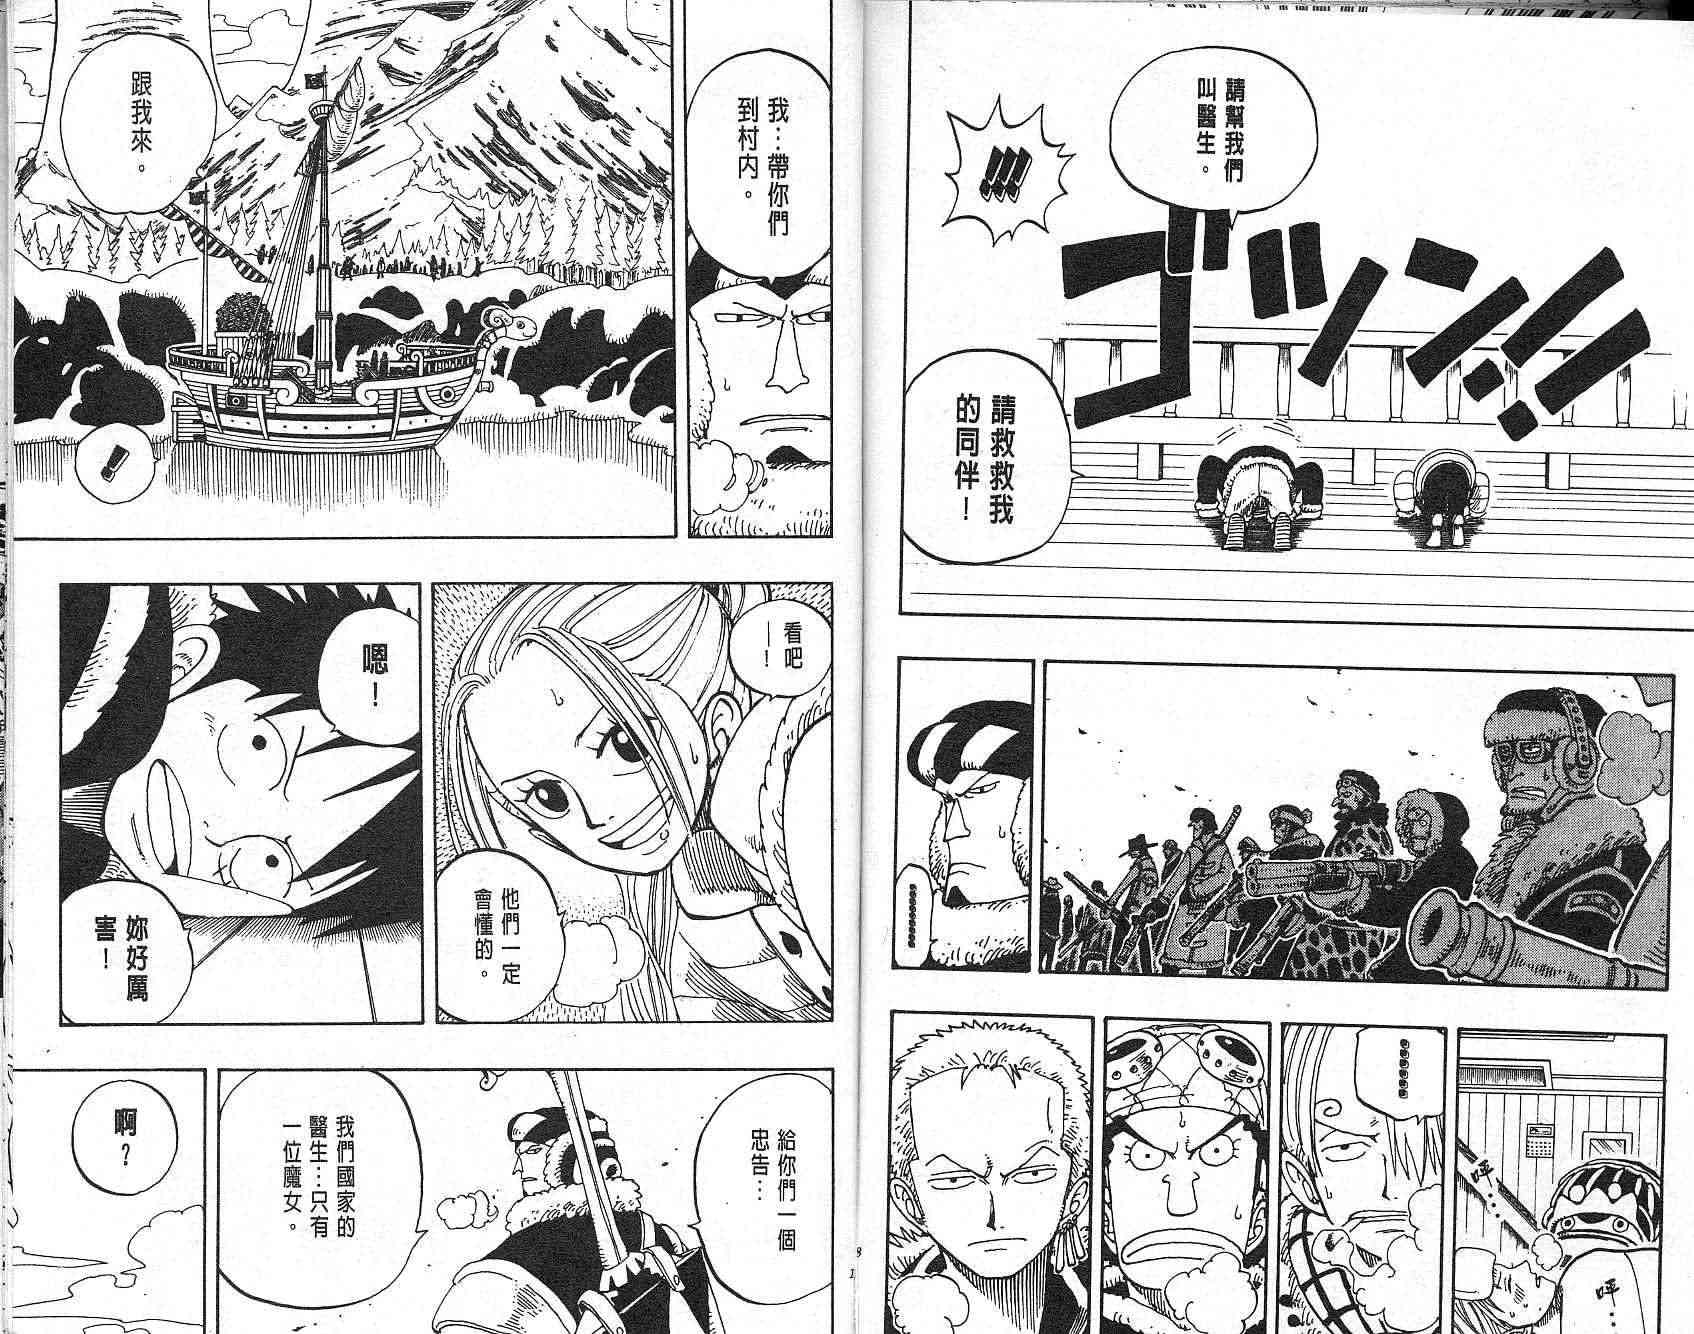 請幫我們
叫醫生。
!!!
ゴツン!!
請救救我
的同伴！
………
……
呼…
呼…
我…帶你們
到村內。
跟我來。
!!
看吧
—！
他們一定
會懂的。
嗯！
妳好厲
害！
給你們一個
忠告…
我們國家的
醫生…只有
一位魔女。
啊？